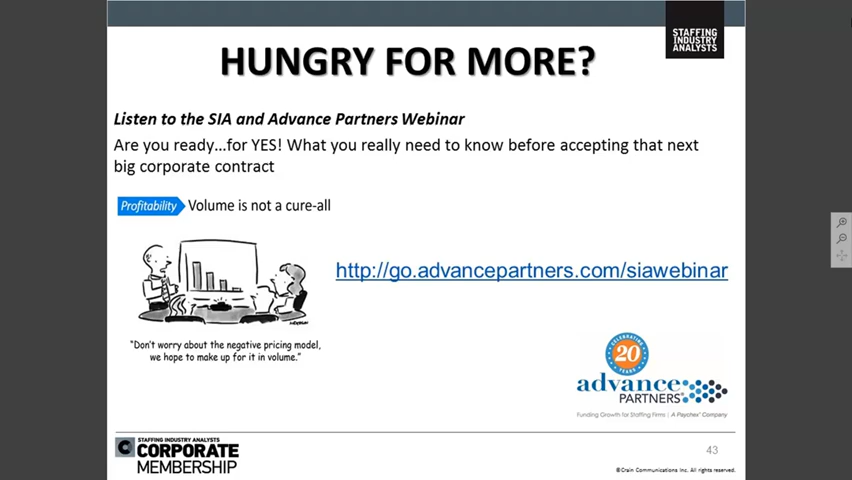 STAFFING
INDUSTRY
ANALYSTS
HUNGRY FOR MORE?
Listen to the SIA and Advance Partners Webinar
Are you ready...for YES! What you really need to know before accepting that next
big corporate contract
Profitability Volume is not a cure-all
http://go.advancepartners.com/siawebinar
"Don't worry about the negative pricing model,
we hope to make up for it in volume."
CELEBRATING
20
YEARS
advance
PARTNERS
Funding Growth for Staffing Firms | A Paychex® Company
C STAFFING INDUSTRY ANALYSTS
CORPORATE
MEMBERSHIP
43
©Crain Communications Inc. All rights reserved.